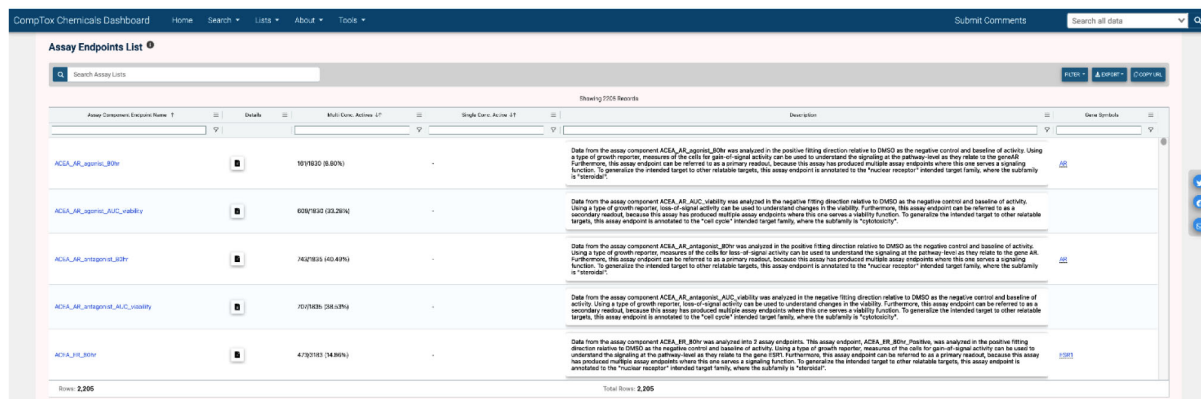 CompTox Chemicals Dashboard Home Search Lists About Tools Submit Comments Search all data
Assay Endpoints List
Search Assay Lists FILTER EXPORT COPY URL
Showing 2205 Records
Assay Component Endpoint Name Details Multi Conc. Actives Single Conc. Active Description Gene Symbols
Data from the assay component ACEA_AR_agonist_80hr was analyzed in the positive fitting direction relative to DMSO as the negative control and baseline of activity. Using
a type of growth reporter, measures of the cells for gain-of-signal activity can be used to understand the signaling at the pathway-level as they relate to the geneAR
ACEA_AR_agonist_80hr 161/1830 (8.80%) - Furthermore, this assay endpoint can be referred to as a primary readout, because this assay has produced multiple assay endpoints where this one serves a signaling AR
function. To generalize the intended target to other relatable targets, this assay endpoint is annotated to the "nuclear receptor" intended target family, where the subfamily
is "steroidal".
Data from the assay component ACEA_AR_AUC_viability was analyzed in the negative fitting direction relative to DMSO as the negative control and baseline of activity.
Using a type of growth reporter, loss-of-signal activity can be used to understand changes in the viability. Furthermore, this assay endpoint can be referred to as a
ACEA_AR_agonist_AUC_viability 609/1830 (33.28%) - secondary readout, because this assay has produced multiple assay endpoints where this one serves a viability function. To generalize the intended target to other relatable
targets, this assay endpoint is annotated to the "cell cycle" intended target family, where the subfamily is "cytotoxicity".
Data from the assay component ACEA_AR_antagonist_80hr was analyzed in the positive fitting direction relative to DMSO as the negative control and baseline of activity.
Using a type of growth reporter, measures of the cells for loss-of-signal activity can be used to understand the signaling at the pathway-level as they relate to the gene AR.
ACEA_AR_antagonist_80hr 743/1835 (40.49%) - Furthermore, this assay endpoint can be referred to as a primary readout, because this assay has produced multiple assay endpoints where this one serves a signaling AR
function. To generalize the intended target to other relatable targets, this assay endpoint is annotated to the "nuclear receptor" intended target family, where the subfamily
is "steroidal".
Data from the assay component ACEA_AR_antagonist_AUC_viability was analyzed in the negative fitting direction relative to DMSO as the negative control and baseline of
activity. Using a type of growth reporter, loss-of-signal activity can be used to understand changes in the viability. Furthermore, this assay endpoint can be referred to as a
ACEA_AR_antagonist_AUC_viability 707/1835 (38.53%) - secondary readout, because this assay has produced multiple assay endpoints where this one serves a viability function. To generalize the intended target to other relatable
targets, this assay endpoint is annotated to the "cell cycle" intended target family, where the subfamily is "cytotoxicity".
Data from the assay component ACEA_ER_80hr was analyzed into 2 assay endpoints. This assay endpoint, ACEA_ER_80hr_Positive, was analyzed in the positive fitting
direction relative to DMSO as the negative control and baseline of activity. Using a type of growth reporter, measures of the cells for gain-of-signal activity can be used to
ACEA_ER_80hr 473/3183 (14.86%) - understand the signaling at the pathway-level as they relate to the gene ESR1. Furthermore, this assay endpoint can be referred to as a primary readout, because this assay ESR1
has produced multiple assay endpoints where this one serves a signaling function. To generalize the intended target to other relatable targets, this assay endpoint is
annotated to the "nuclear receptor" intended target family, where the subfamily is "steroidal".
Rows: 2,205 Total Rows: 2,205